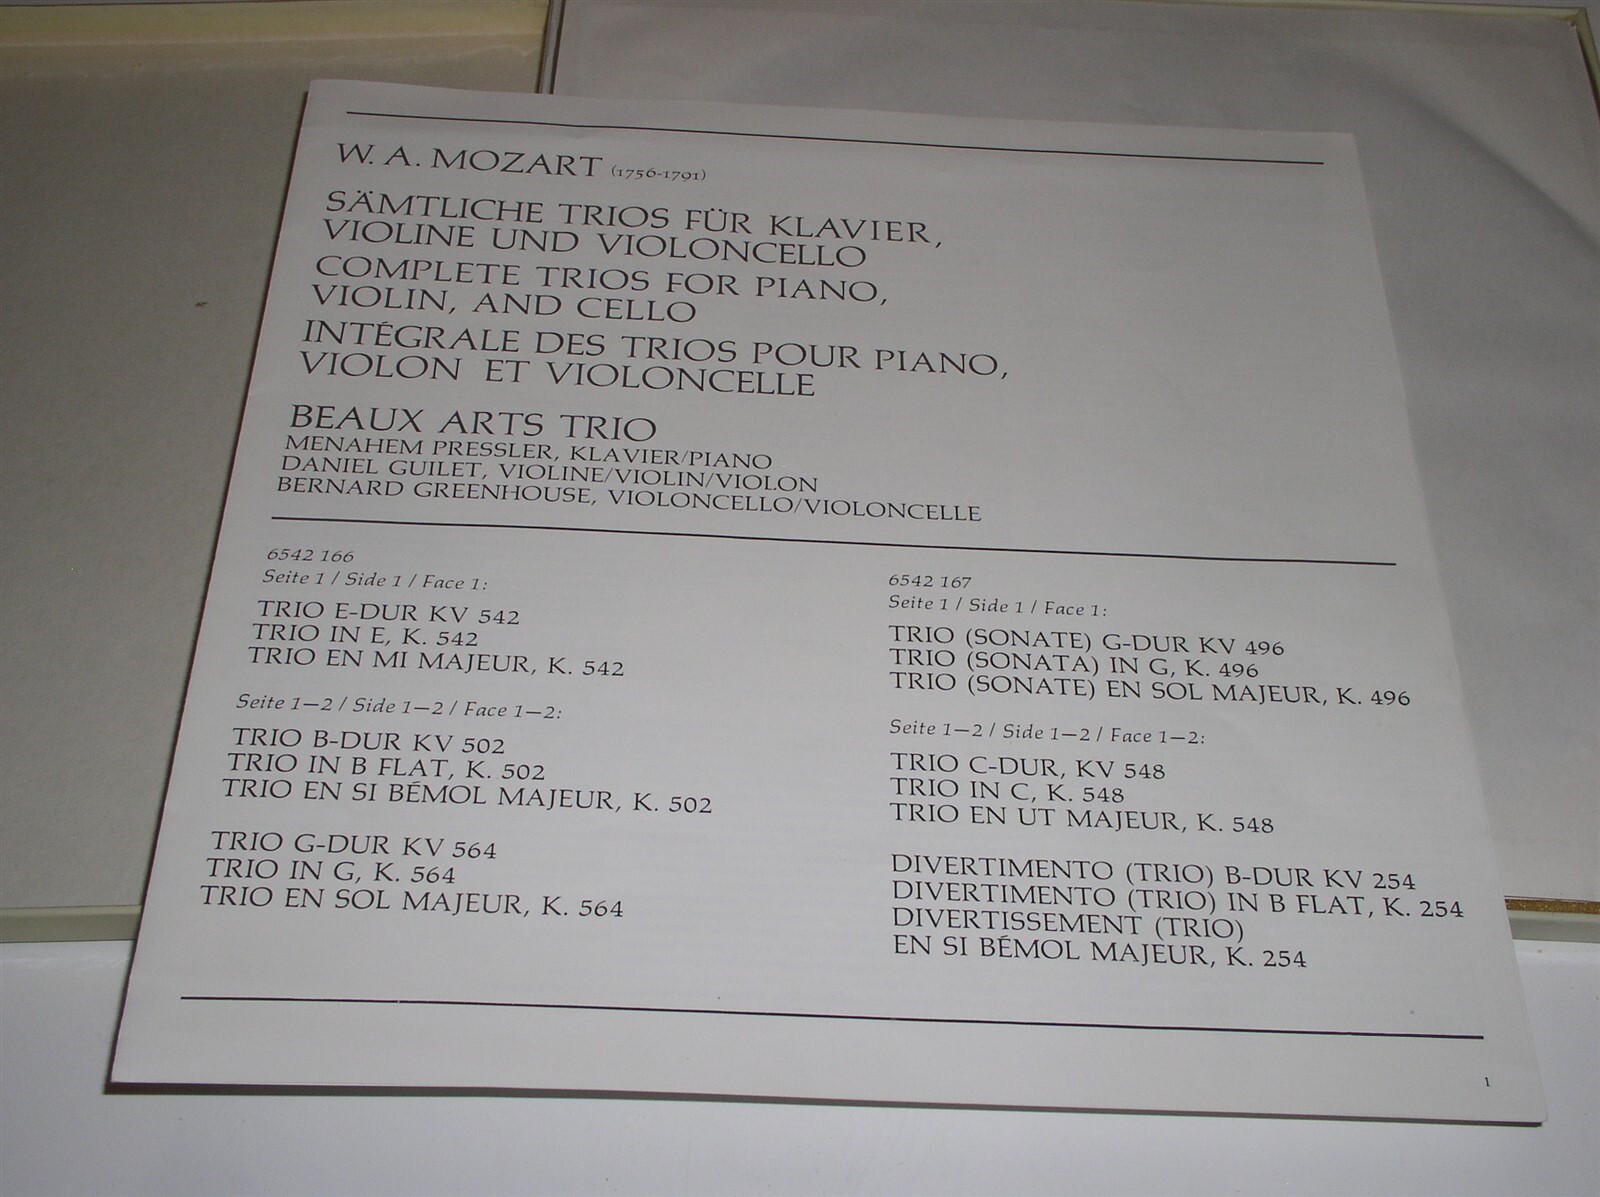 W. A. MOZART (1756-1791)
SÄMTLICHE TRIOS FÜR KLAVIER,
VIOLINE UND VIOLONCELLO
COMPLETE TRIOS FOR PIANO,
VIOLIN, AND CELLO
INTÉGRALE DES TRIOS POUR PIANO,
VIOLON ET VIOLONCELLE
BEAUX ARTS TRIO
MENAHEM PRESSLER, KLAVIER/PIANO
DANIEL GUILET, VIOLINE/VIOLIN/VIOLON
BERNARD GREENHOUSE, VIOLONCELLO/VIOLONCELLE
6542 166
Seite 1 / Side 1 / Face 1:
TRIO E-DUR KV 542
TRIO IN E, K. 542
TRIO EN MI MAJEUR, K. 542
Seite 1—2 / Side 1—2 / Face 1—2:
TRIO B-DUR KV 502
TRIO IN B FLAT, K. 502
TRIO EN SI BÉMOL MAJEUR, K. 502
TRIO G-DUR KV 564
TRIO IN G, K. 564
TRIO EN SOL MAJEUR, K. 564
6542 167
Seite 1 / Side 1 / Face 1:
TRIO (SONATE) G-DUR KV 496
TRIO (SONATA) IN G, K. 496
TRIO (SONATE) EN SOL MAJEUR, K. 496
Seite 1—2 / Side 1—2 / Face 1—2:
TRIO C-DUR, KV 548
TRIO IN C, K. 548
TRIO EN UT MAJEUR, K. 548
DIVERTIMENTO (TRIO) B-DUR KV 254
DIVERTIMENTO (TRIO) IN B FLAT, K. 254
DIVERTISSEMENT (TRIO)
EN SI BÉMOL MAJEUR, K. 254
1